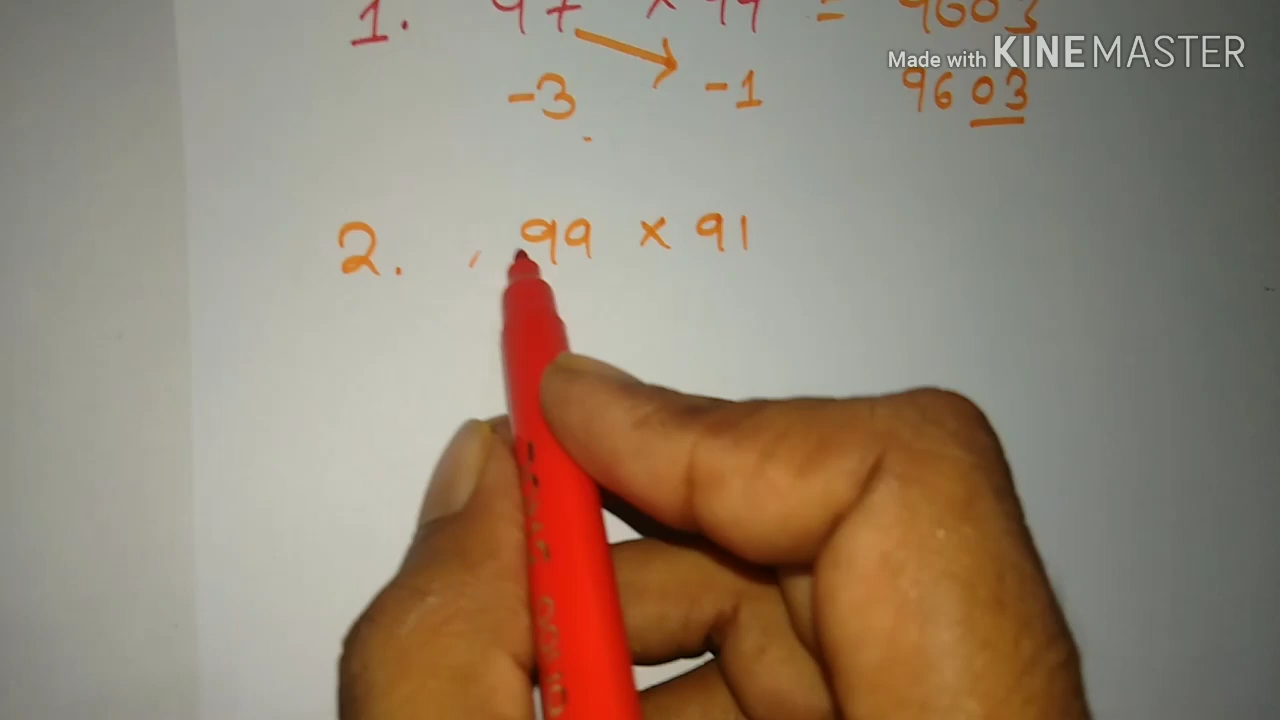 1. 97 × 99 = 9603
Made with KINEMASTER
-3 -1 9603
2. 99 × 91